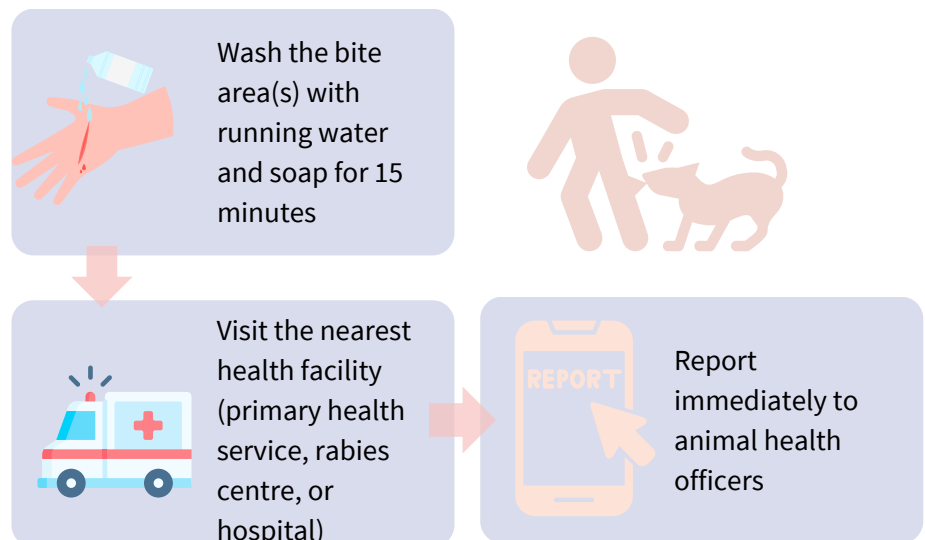 Wash the bite
area(s) with
running water
and soap for 15
minutes
Visit the nearest
health facility
(primary health
service, rabies
centre, or
hospital)
REPORT
Report
immediately to
animal health
officers